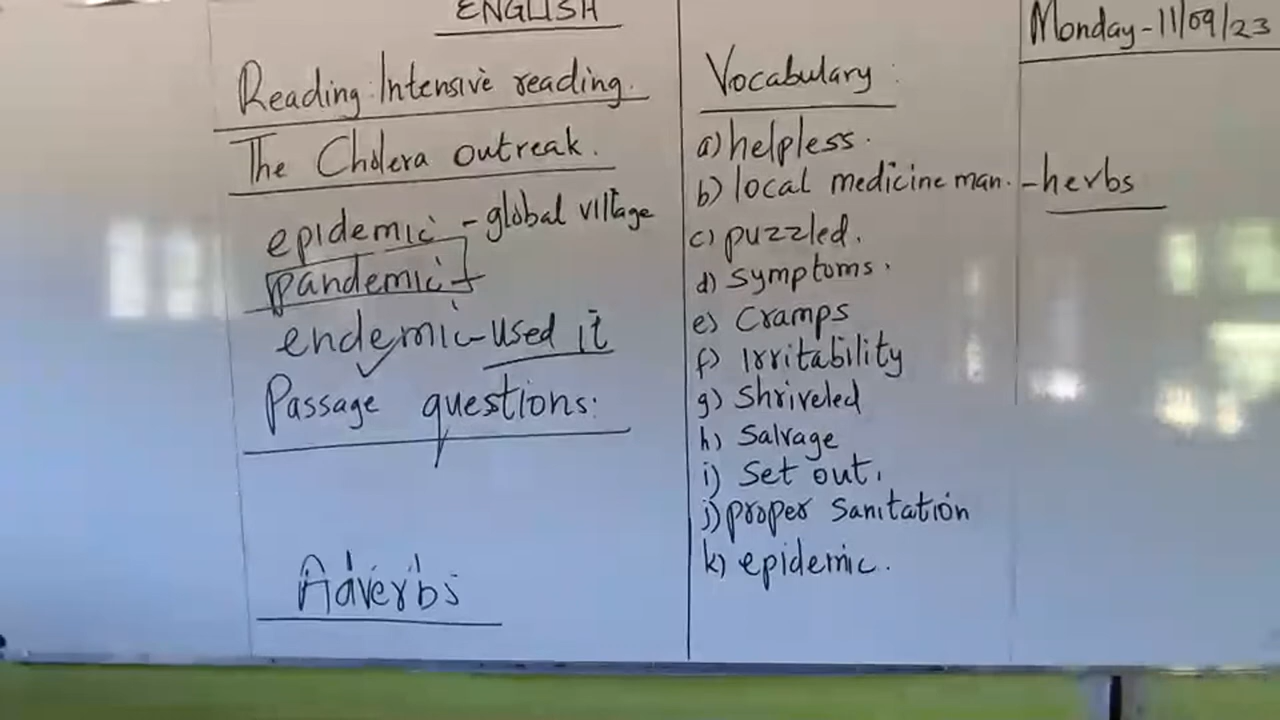 ENGLISH
Reading: Intensive reading.
The Cholera outreak.
epidemic - global village
pandemic
endemic - used it
Passage questions:
Adverbs
Vocabulary:
a) helpless.
b) local medicine man. - herbs
c) puzzled.
d) symptoms.
e) Cramps
f) Irritability
g) Shriveled
h) Salvage
i) Set out.
j) proper Sanitation
k) epidemic.
Monday - 11/09/23